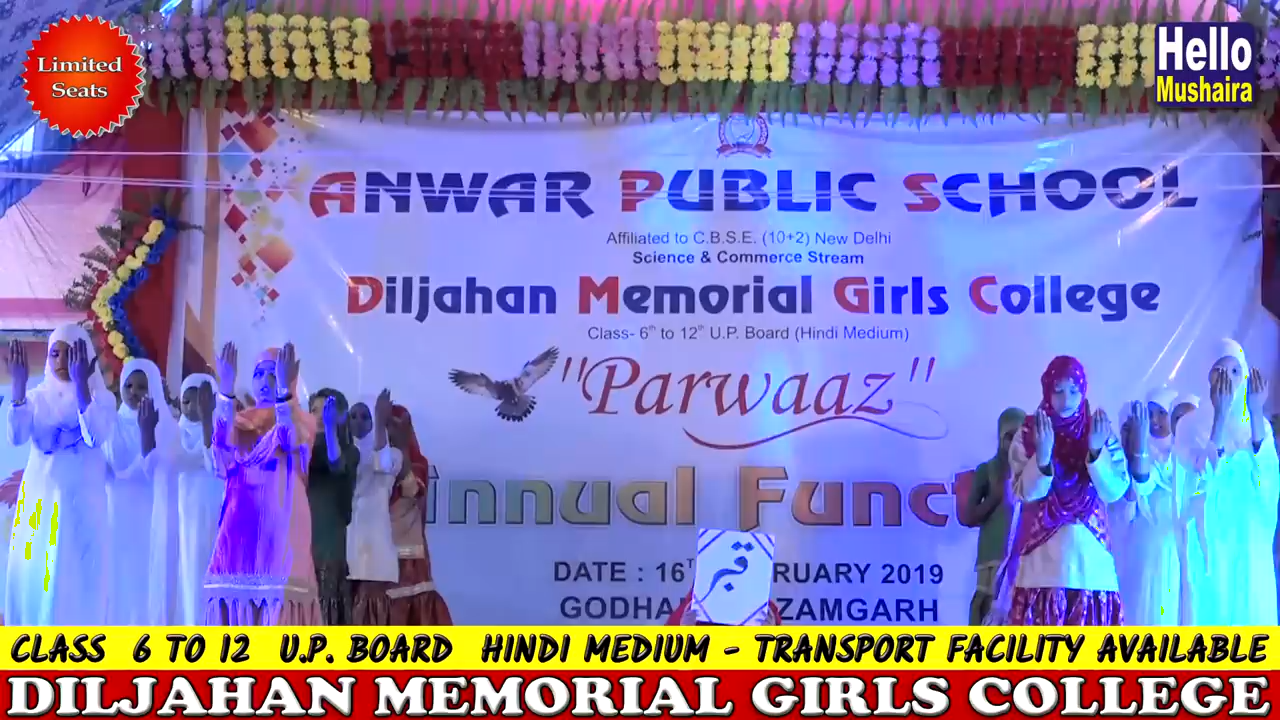 Limited
Seats
Hello
Mushaira
ANWAR PUBLIC SCHOOL
Affiliated to C.B.S.E. (10+2) New Delhi
Science & Commerce Stream
Diljahan Memorial Girls College
Class- 6th to 12th U.P. Board (Hindi Medium)
"Parwaaz"
nnual Funct
DATE : 16T RUARY 2019
GODHA ZAMGARH
قبر
CLASS 6 TO 12 U.P. BOARD HINDI MEDIUM - TRANSPORT FACILITY AVAILABLE
DILJAHAN MEMORIAL GIRLS COLLEGE